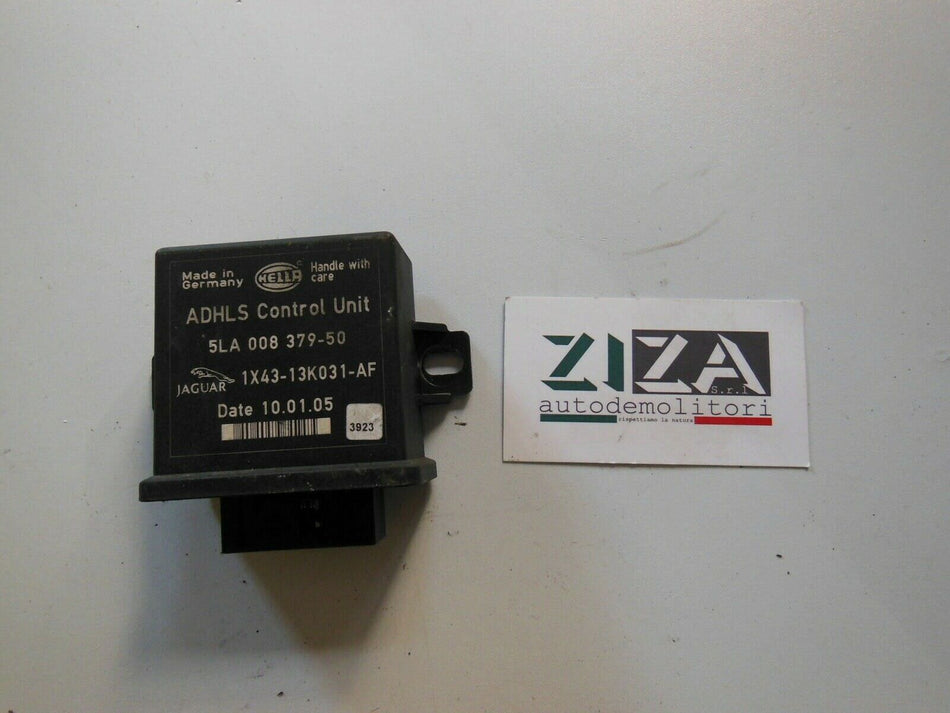 Made in
Germany
HELLA
Handle with
care
ADHLS Control Unit
5LA 008 379-50
JAGUAR 1X43-13K031-AF
Date 10.01.05
3923
ZIZA
s.r.l
autodemolitori
rispettiamo la natura